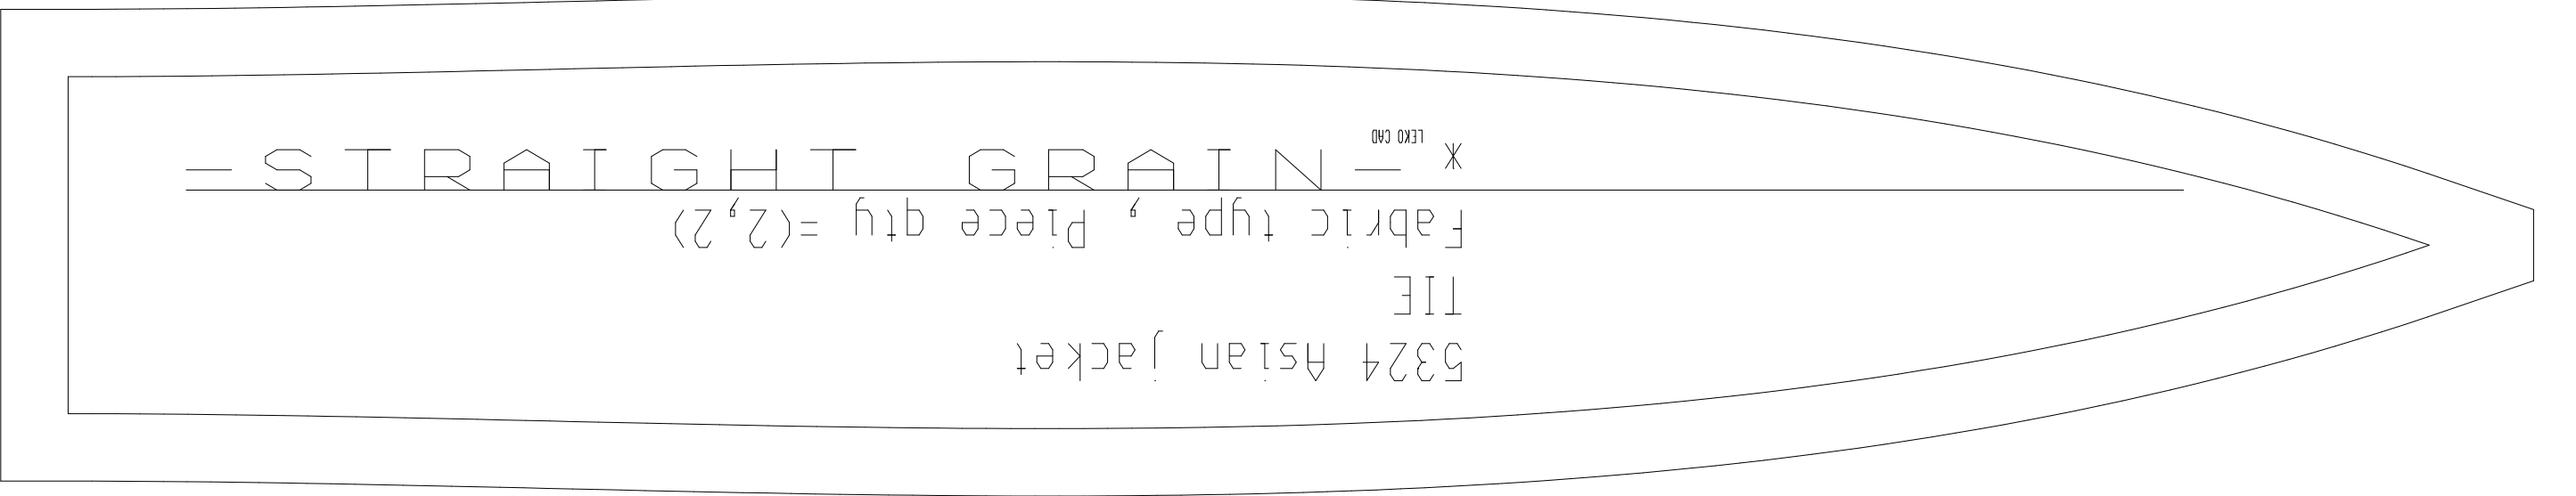 -STRAIGHT GRAIN-
5324 Asian jacket
TIE
Fabric type , Piece qty =(2,2)
*
LEKO CAD